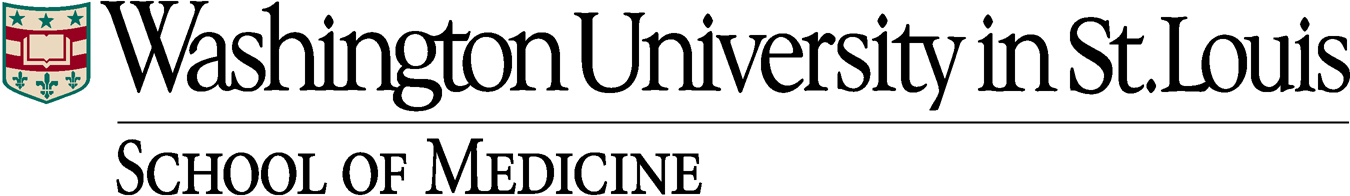 Washington University in St. Louis
School of Medicine